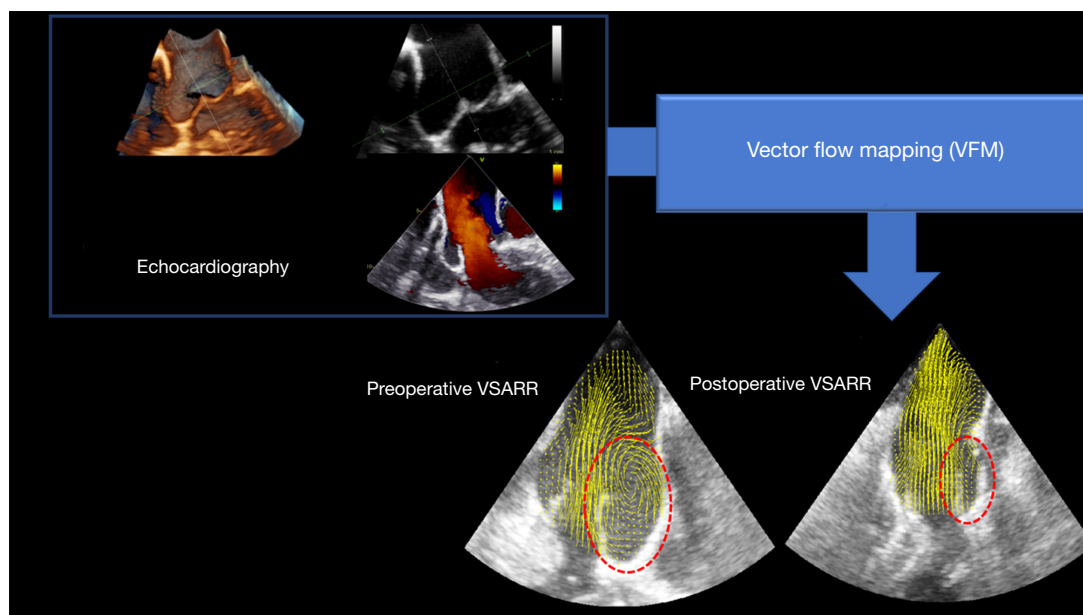 Vector flow mapping (VFM)
Echocardiography
V
Preoperative VSARR
Postoperative VSARR